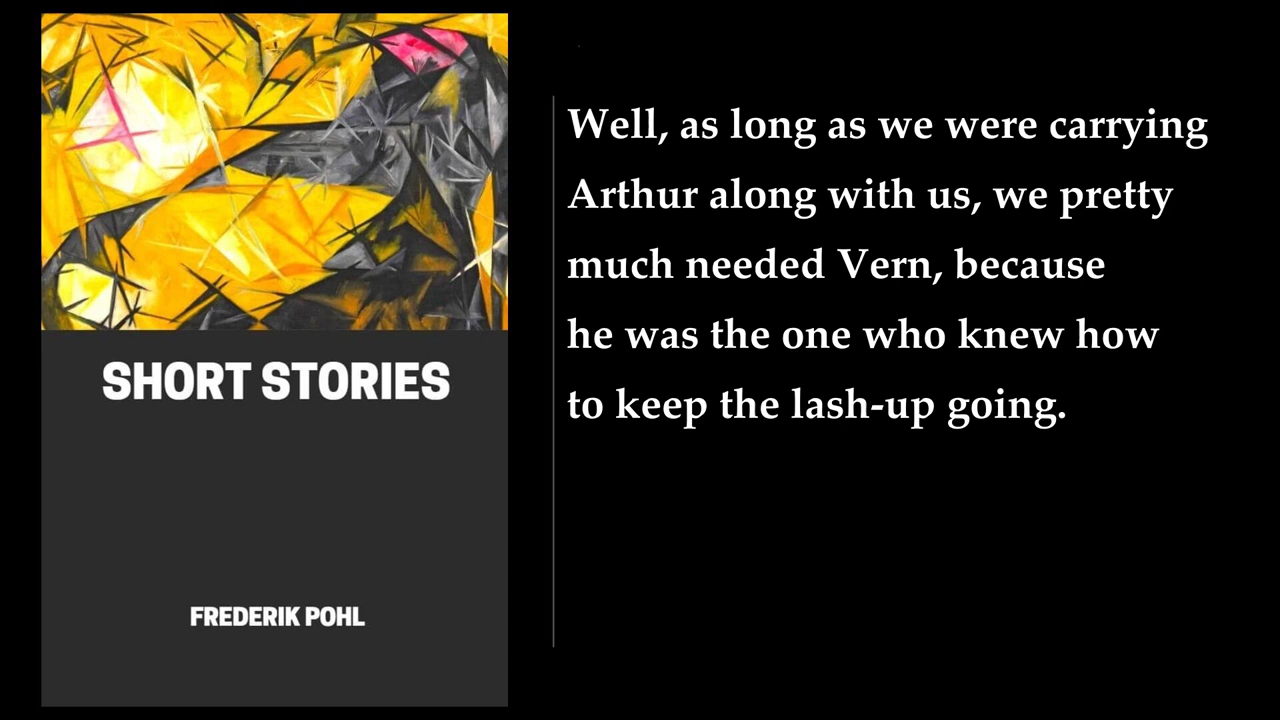 SHORT STORIES
FREDERIK POHL
Well, as long as we were carrying
Arthur along with us, we pretty
much needed Vern, because
he was the one who knew how
to keep the lash-up going.